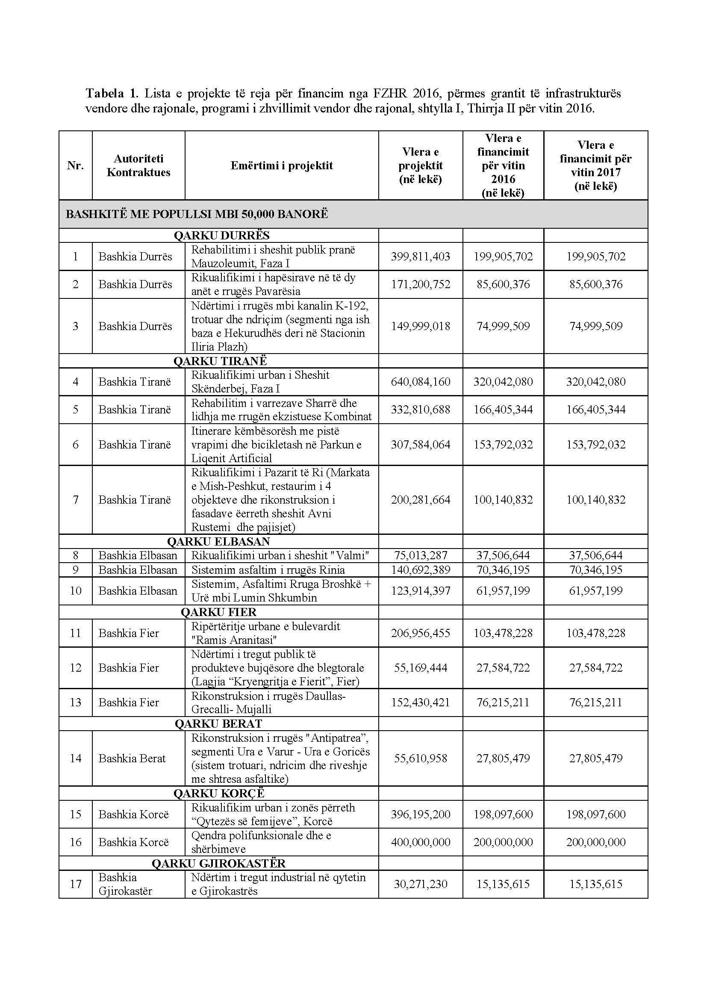 Tabela 1. Lista e projekte të reja për financim nga FZHR 2016, përmes grantit të infrastrukturës
vendore dhe rajonale, programi i zhvillimit vendor dhe rajonal, shtylla I, Thirrja II për vitin 2016.
Nr.
Autoriteti
Kontraktues
Emërtimi i projektit
Vlera e
projektit
(në lekë)
Vlera e
financimit
për vitin
2016
(në lekë)
Vlera e
financimit për
vitin 2017
(në lekë)
BASHKITË ME POPULLSI MBI 50,000 BANORË
QARKU DURRËS
1 Bashkia Durrës Rehabilitimi i sheshit publik pranë
Mauzoleumit, Faza I
399,811,403 199,905,702 199,905,702
2 Bashkia Durrës Rikualifikimi i hapësirave në të dy
anët e rrugës Pavarësia
171,200,752 85,600,376 85,600,376
3 Bashkia Durrës Ndërtimi i rrugës mbi kanalin K-192,
trotuar dhe ndriçim (segmenti nga ish
baza e Hekurudhës deri në Stacionin
Iliria Plazh)
149,999,018 74,999,509 74,999,509
QARKU TIRANË
4 Bashkia Tiranë Rikualifikimi urban i Sheshit
Skënderbej, Faza I
640,084,160 320,042,080 320,042,080
5 Bashkia Tiranë Rehabilitim i varrezave Sharrë dhe
lidhja me rrugën ekzistuese Kombinat
332,810,688 166,405,344 166,405,344
6 Bashkia Tiranë Itinerare këmbësorësh me pistë
vrapimi dhe bicikletash në Parkun e
Liqenit Artificial
307,584,064 153,792,032 153,792,032
7 Bashkia Tiranë Rikualifikimi i Pazarit të Ri (Markata
e Mish-Peshkut, restaurim i 4
objekteve dhe rikonstruksion i
fasadave ëerreth sheshit Avni
Rustemi dhe pajisjet)
200,281,664 100,140,832 100,140,832
QARKU ELBASAN
8 Bashkia Elbasan Rikualifikimi urban i sheshit "Valmi" 75,013,287 37,506,644 37,506,644
9 Bashkia Elbasan Sistemim asfaltim i rrugës Rinia 140,692,389 70,346,195 70,346,195
10 Bashkia Elbasan Sistemim, Asfaltimi Rruga Broshkë +
Urë mbi Lumin Shkumbin
123,914,397 61,957,199 61,957,199
QARKU FIER
11 Bashkia Fier Ripërtëritje urbane e bulevardit
"Ramis Aranitasi"
206,956,455 103,478,228 103,478,228
12 Bashkia Fier Ndërtimi i tregut publik të
produkteve bujqësore dhe blegtorale
(Lagjia “Kryengritja e Fierit”, Fier)
55,169,444 27,584,722 27,584,722
13 Bashkia Fier Rikonstruksion i rrugës Daullas-
Grecalli- Mujalli
152,430,421 76,215,211 76,215,211
QARKU BERAT
14 Bashkia Berat Rikonstruksion i rrugës "Antipatrea”,
segmenti Ura e Varur - Ura e Goricës
(sistem trotuari, ndricim dhe riveshje
me shtresa asfaltike)
55,610,958 27,805,479 27,805,479
QARKU KORÇË
15 Bashkia Korcë Rikualifikim urban i zonës përreth
“Qytezës së femijeve”, Korcë
396,195,200 198,097,600 198,097,600
16 Bashkia Korcë Qendra polifunksionale dhe e
shërbimeve
400,000,000 200,000,000 200,000,000
QARKU GJIROKASTËR
17 Bashkia
Gjirokastër
Ndërtim i tregut industrial në qytetin
e Gjirokastrës
30,271,230 15,135,615 15,135,615